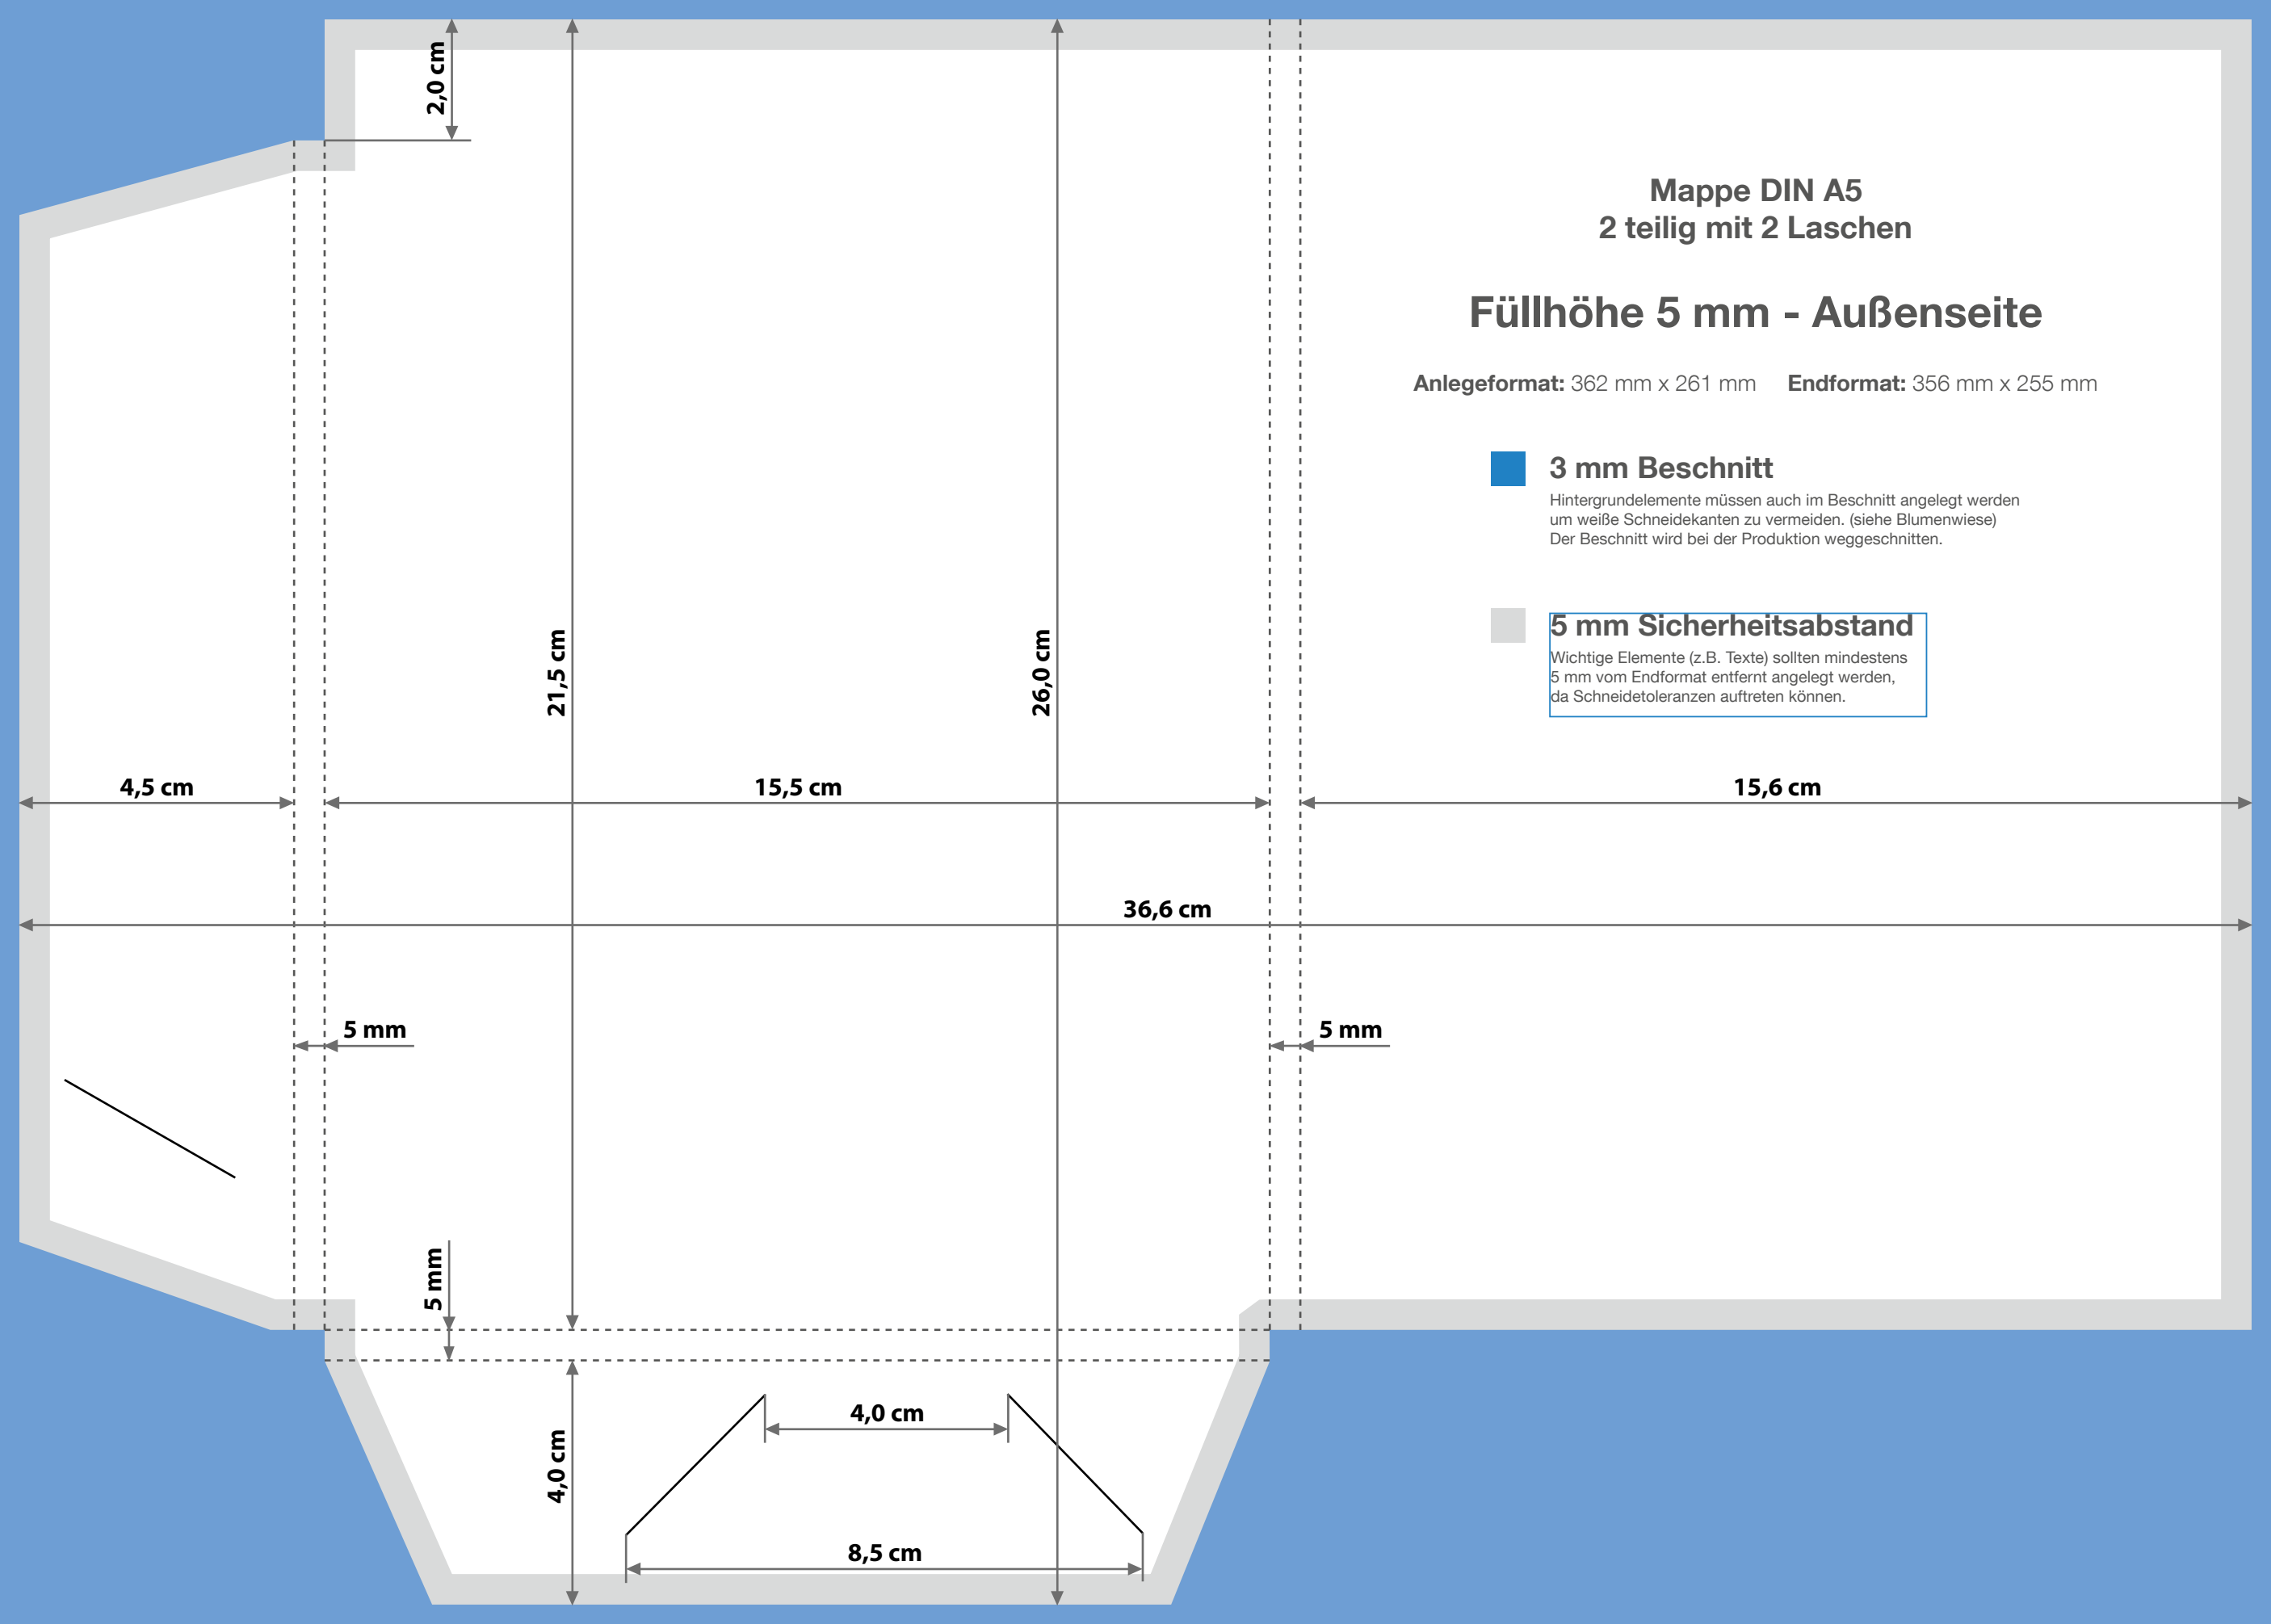 2,0 cm
Mappe DIN A5
2 teilig mit 2 Laschen
Füllhöhe 5 mm - Außenseite
Anlegeformat: 362 mm x 261 mm Endformat: 356 mm x 255 mm
3 mm Beschnitt
Hintergrundelemente müssen auch im Beschnitt angelegt werden
um weiße Schneidekanten zu vermeiden. (siehe Blumenwiese)
Der Beschnitt wird bei der Produktion weggeschnitten.
5 mm Sicherheitsabstand
Wichtige Elemente (z.B. Texte) sollten mindestens
5 mm vom Endformat entfernt angelegt werden,
da Schneidetoleranzen auftreten können.
21,5 cm
26,0 cm
4,5 cm
15,5 cm
15,6 cm
36,6 cm
5 mm
5 mm
5 mm
4,0 cm
4,0 cm
8,5 cm